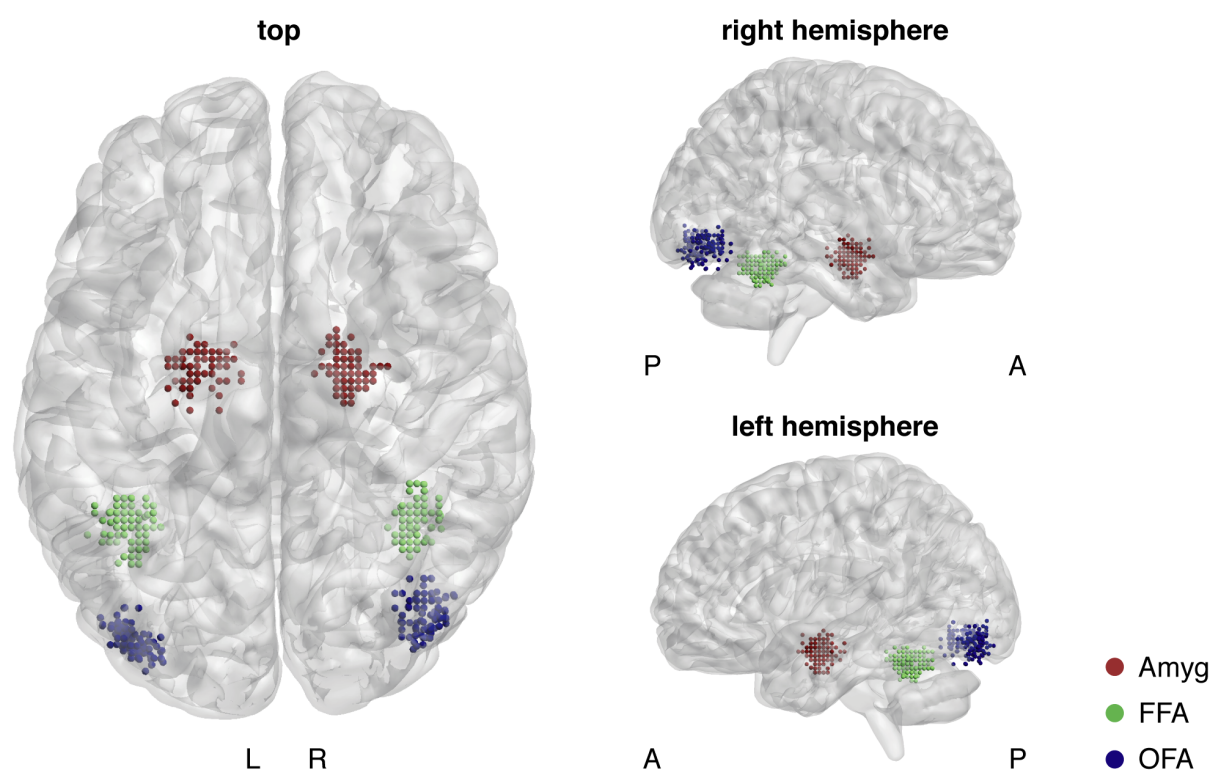 top
right hemisphere
P
A
left hemisphere
Amyg
FFA
OFA
L
R
A
P